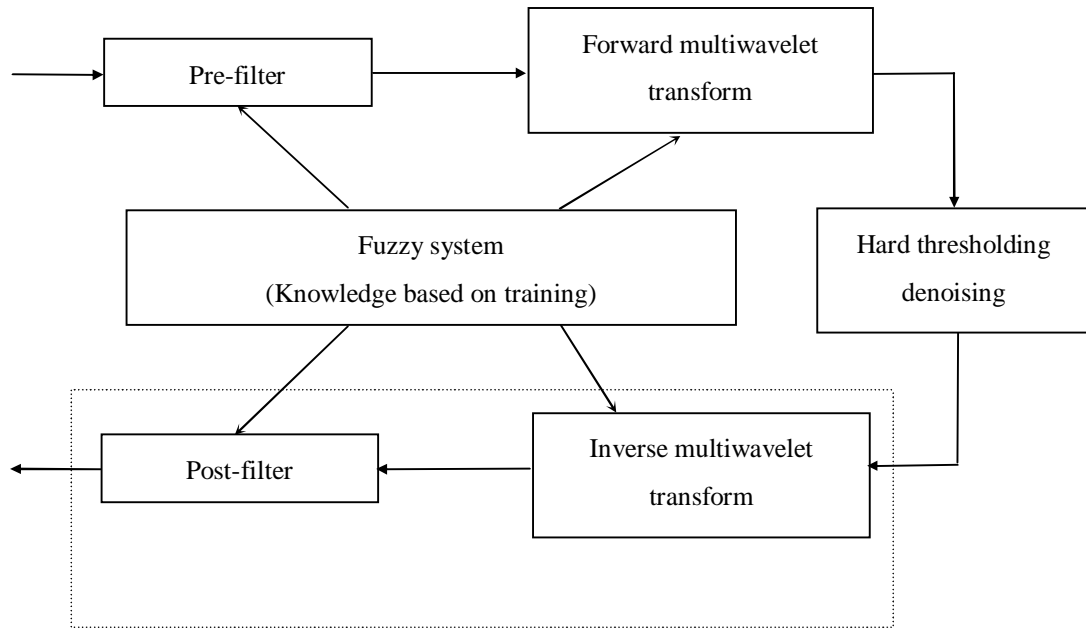 Pre-filter
Forward multiwavelet
transform
Fuzzy system
(Knowledge based on training)
Hard thresholding
denoising
Post-filter
Inverse multiwavelet
transform